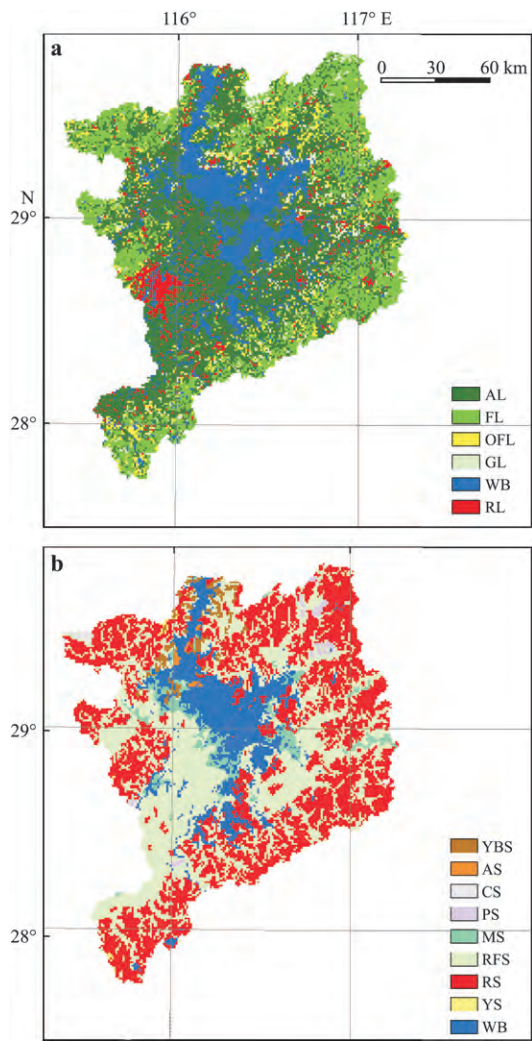 116°
117° E
a
0 30 60 km
N
29°
28°
AL
FL
OFL
GL
WB
RL
b
29°
28°
YBS
AS
CS
PS
MS
RFS
RS
YS
WB